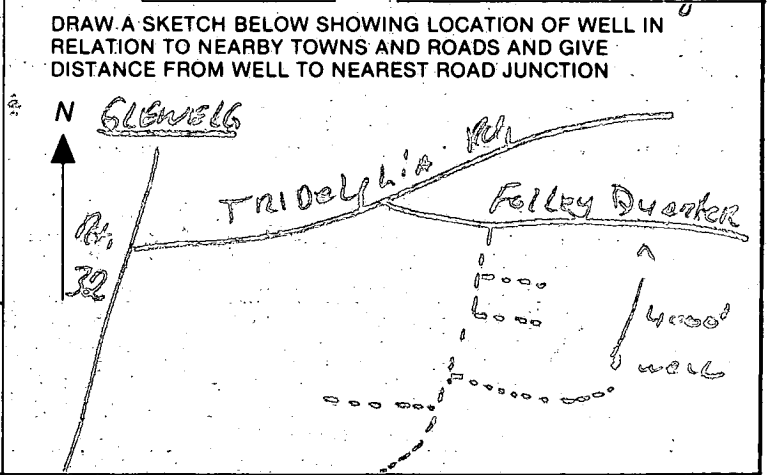 DRAW A SKETCH BELOW SHOWING LOCATION OF WELL IN
RELATION TO NEARBY TOWNS AND ROADS AND GIVE
DISTANCE FROM WELL TO NEAREST ROAD JUNCTION
N
GLEWELG
TRIDelphia Rd,
Folley Quarter
Rt,
32
4000'
well